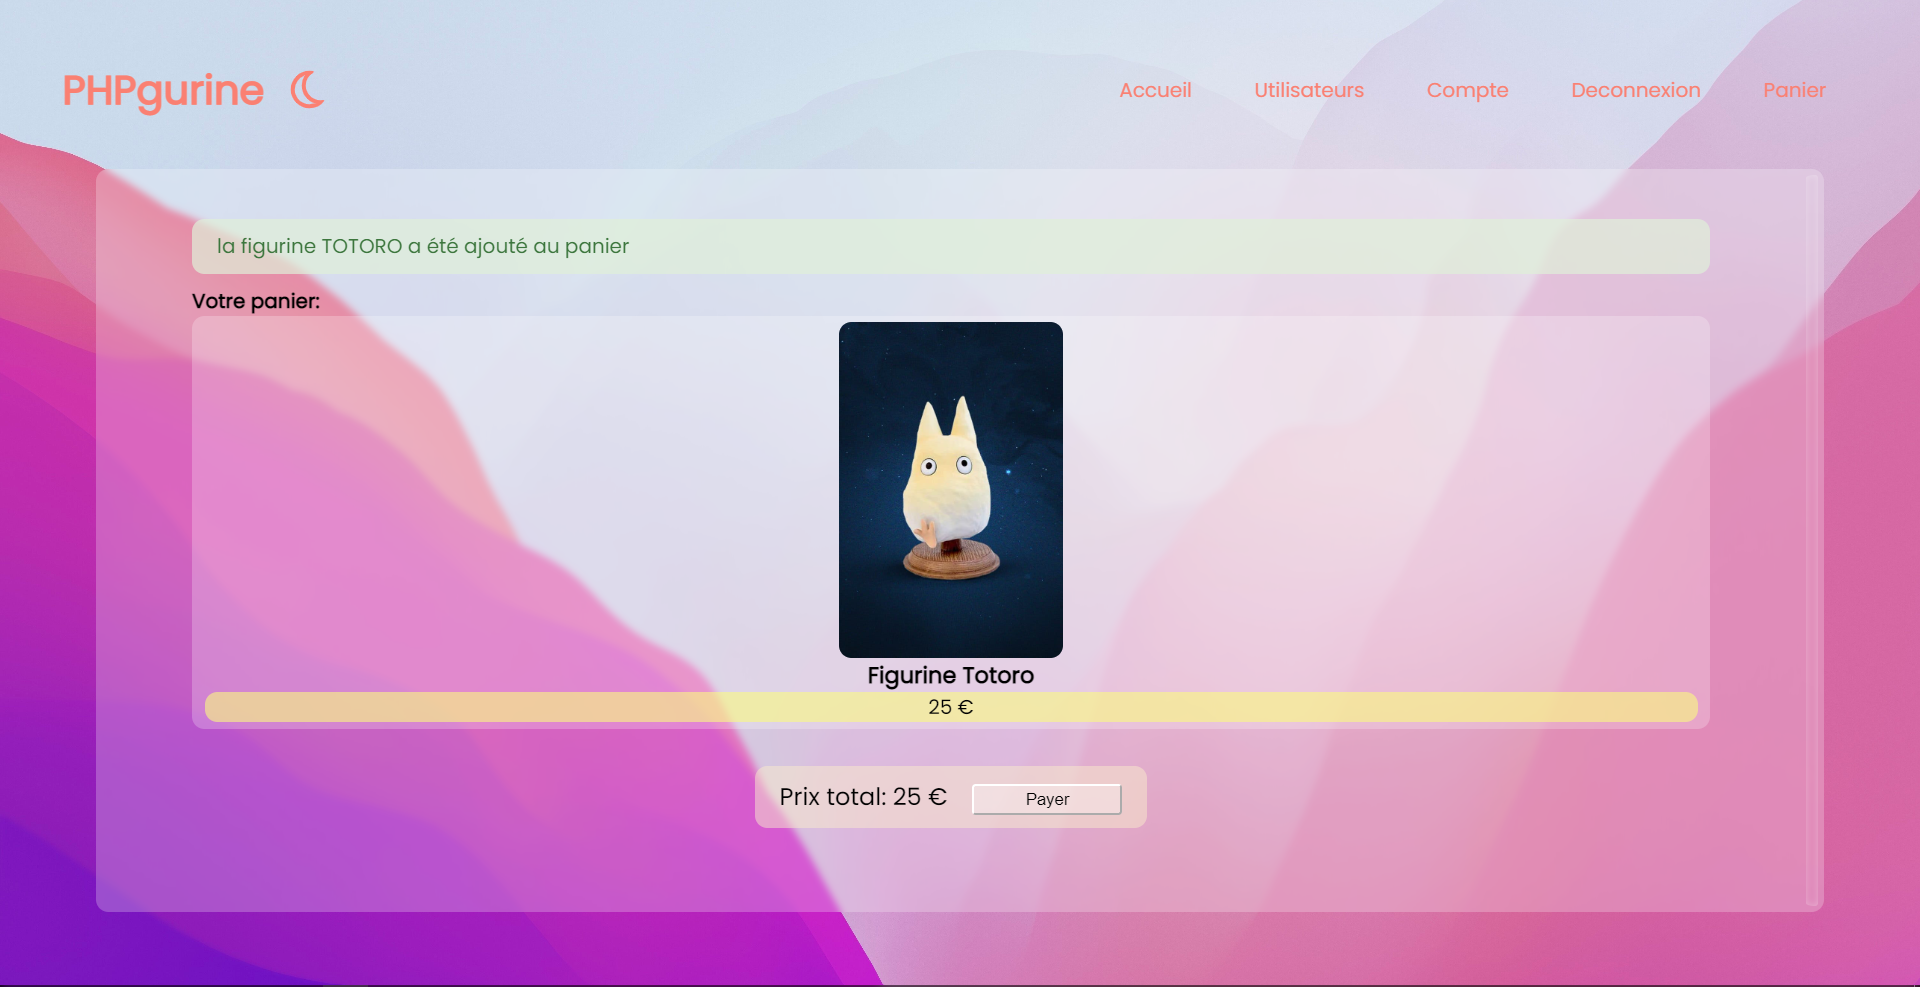 PHPgurine
Accueil Utilisateurs Compte Deconnexion Panier
la figurine TOTORO a été ajouté au panier
Votre panier:
Figurine Totoro
25 €
Prix total: 25 € Payer